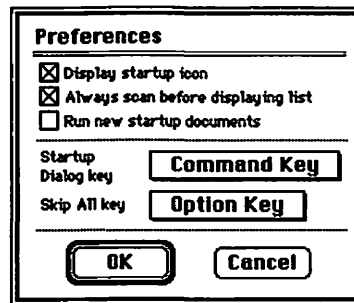 Preferences
Display startup icon
Always scan before displaying list
Run new startup documents
Startup
Dialog key
Command Key
Skip All key
Option Key
OK
Cancel